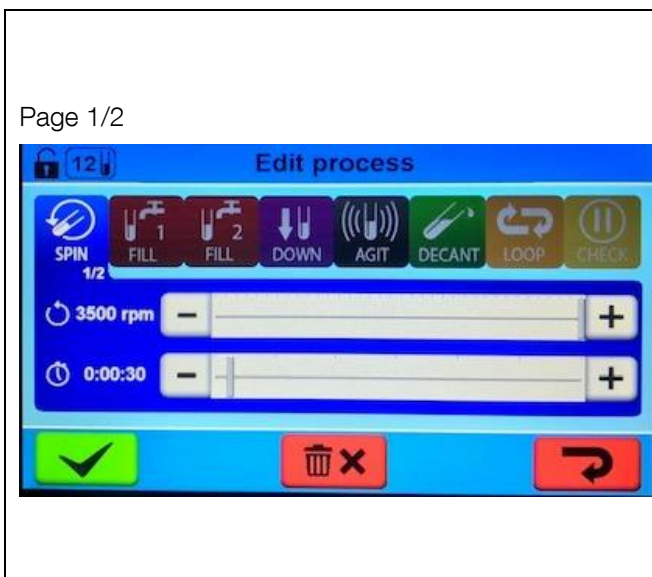 Page 1/2
12 Edit process
SPIN
1/2
1
FILL
2
FILL
DOWN
AGIT
DECANT
LOOP
CHECK
3500 rpm − +
0:00:30 − +